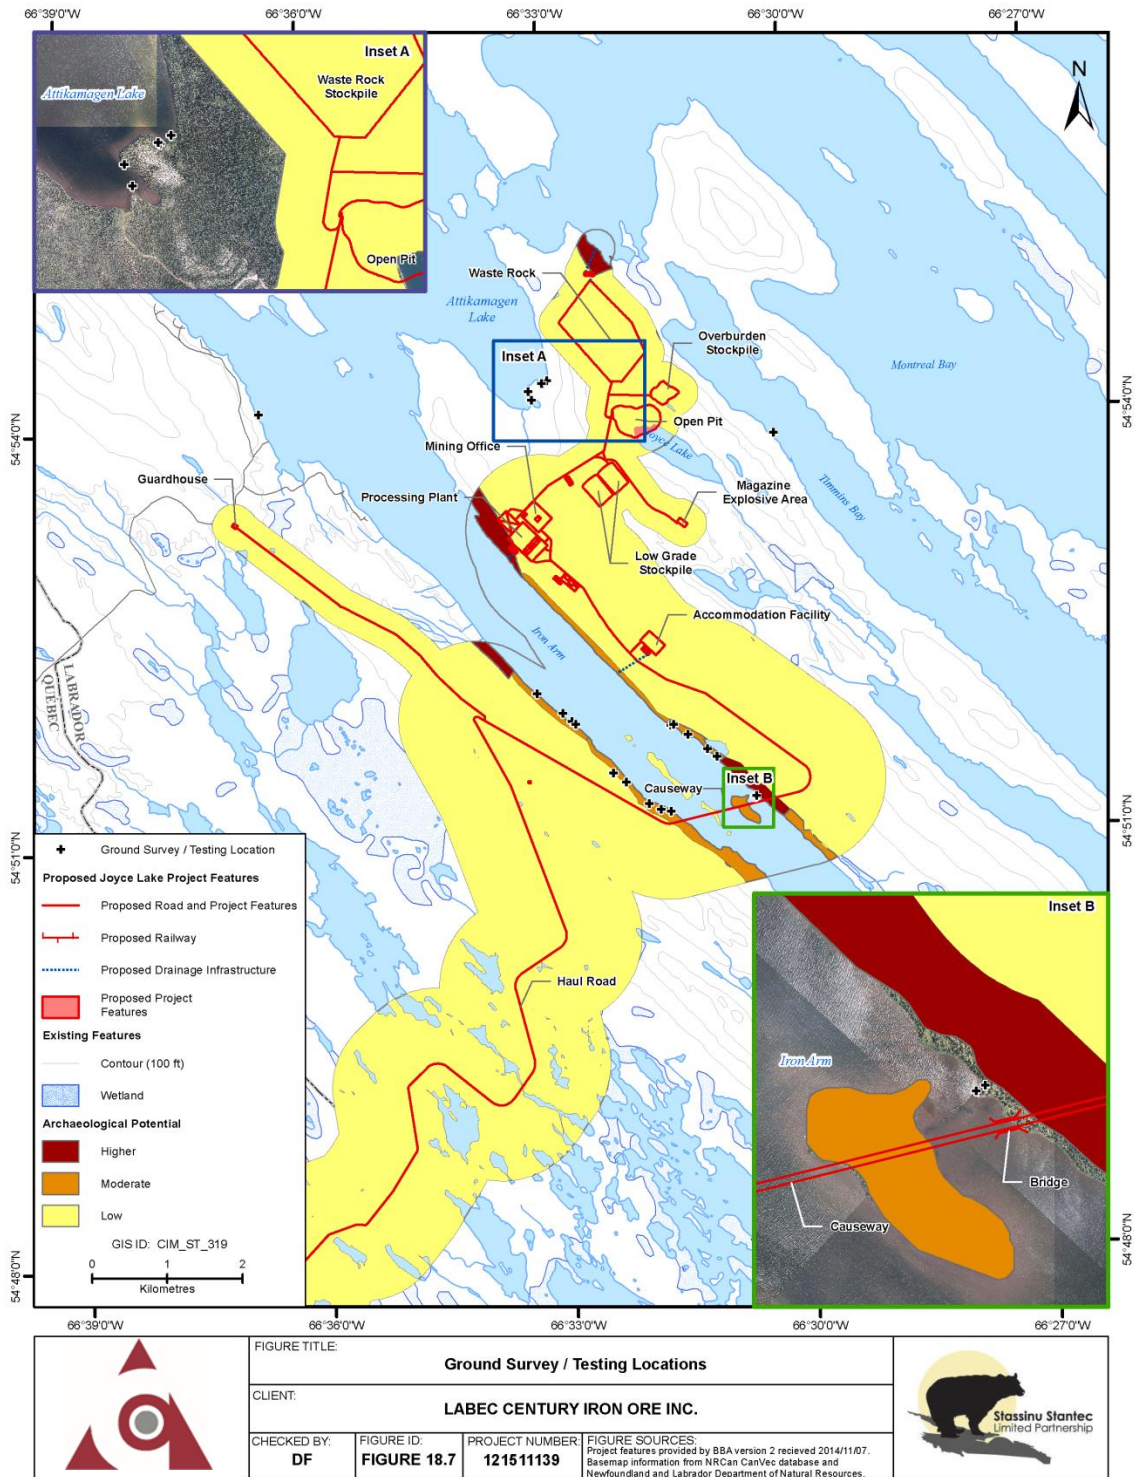 66°39'0"W 66°36'0"W 66°33'0"W 66°30'0"W 66°27'0"W
Inset A
Attikamagen Lake
Waste Rock
Stockpile
Open Pit
N
Waste Rock
Attikamagen
Lake
Overburden
Stockpile
Montreal Bay
Inset A
54°54'0"N
54°54'0"N
Open Pit
Joyce Lake
Mining Office
Guardhouse
Processing Plant
Magazine
Explosive Area
Timmins Bay
Low Grade
Stockpile
Accommodation Facility
Iron Arm
LABRADOR
QUÉBEC
Causeway
Inset B
54°51'0"N
54°51'0"N
Ground Survey / Testing Location
Proposed Joyce Lake Project Features
Proposed Road and Project Features
Proposed Railway
Proposed Drainage Infrastructure
Proposed Project
Features
Existing Features
Contour (100 ft)
Wetland
Archaeological Potential
Higher
Moderate
Low
GIS ID: CIM_ST_319
0 1 2
Kilometres
Haul Road
Inset B
Iron Arm
Bridge
Causeway
54°48'0"N
54°48'0"N
66°39'0"W 66°36'0"W 66°33'0"W 66°30'0"W 66°27'0"W
FIGURE TITLE:
Ground Survey / Testing Locations
CLIENT:
LABEC CENTURY IRON ORE INC.
CHECKED BY:
DF
FIGURE ID:
FIGURE 18.7
PROJECT NUMBER:
121511139
FIGURE SOURCES:
Project features provided by BBA version 2 recieved 2014/11/07.
Basemap information from NRCan CanVec database and
Newfoundland and Labrador Department of Natural Resources.
Stassinu Stantec
Limited Partnership